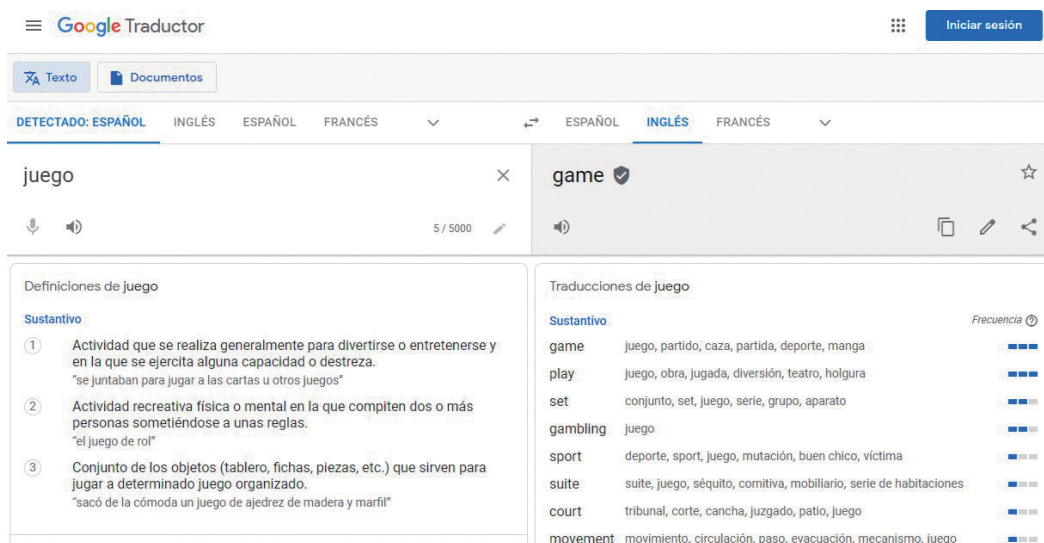 Google Traductor
Iniciar sesión
Texto
Documentos
DETECTADO: ESPAÑOL INGLÉS ESPAÑOL FRANCÉS
ESPAÑOL INGLÉS FRANCÉS
juego
game
5 / 5000
Definiciones de juego
Sustantivo
1 Actividad que se realiza generalmente para divertirse o entretenerse y
en la que se ejercita alguna capacidad o destreza.
"se juntaban para jugar a las cartas u otros juegos"
2 Actividad recreativa física o mental en la que compiten dos o más
personas sometiéndose a unas reglas.
"el juego de rol"
3 Conjunto de los objetos (tablero, fichas, piezas, etc.) que sirven para
jugar a determinado juego organizado.
"sacó de la cómoda un juego de ajedrez de madera y marfil"
Traducciones de juego
Sustantivo Frecuencia
game juego, partido, caza, partida, deporte, manga
play juego, obra, jugada, diversión, teatro, holgura
set conjunto, set, juego, serie, grupo, aparato
gambling juego
sport deporte, sport, juego, mutación, buen chico, víctima
suite suite, juego, séquito, comitiva, mobiliario, serie de habitaciones
court tribunal, corte, cancha, juzgado, patio, juego
movement movimiento, circulación, paso, evacuación, mecanismo, juego